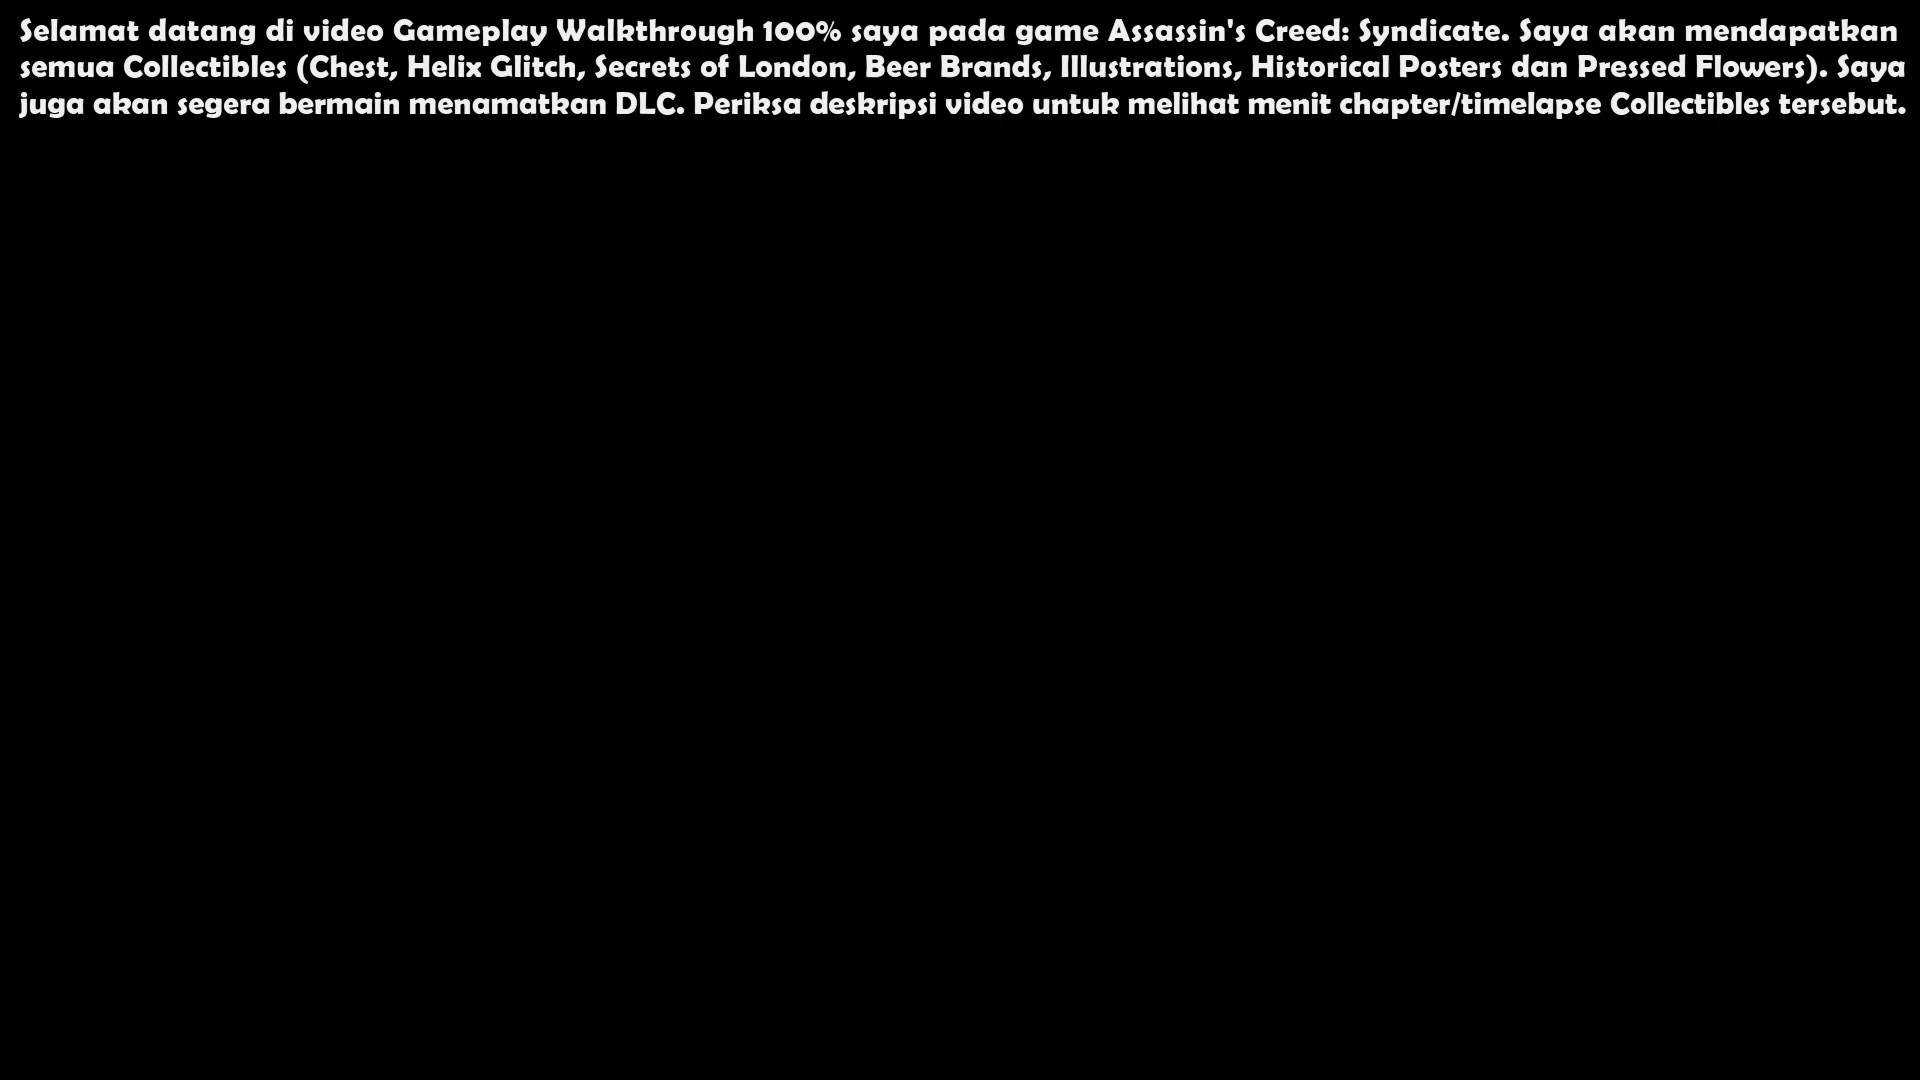 Selamat datang di video Gameplay Walkthrough 100% saya pada game Assassin's Creed: Syndicate. Saya akan mendapatkan
semua Collectibles (Chest, Helix Glitch, Secrets of London, Beer Brands, Illustrations, Historical Posters dan Pressed Flowers). Saya
juga akan segera bermain menamatkan DLC. Periksa deskripsi video untuk melihat menit chapter/timelapse Collectibles tersebut.